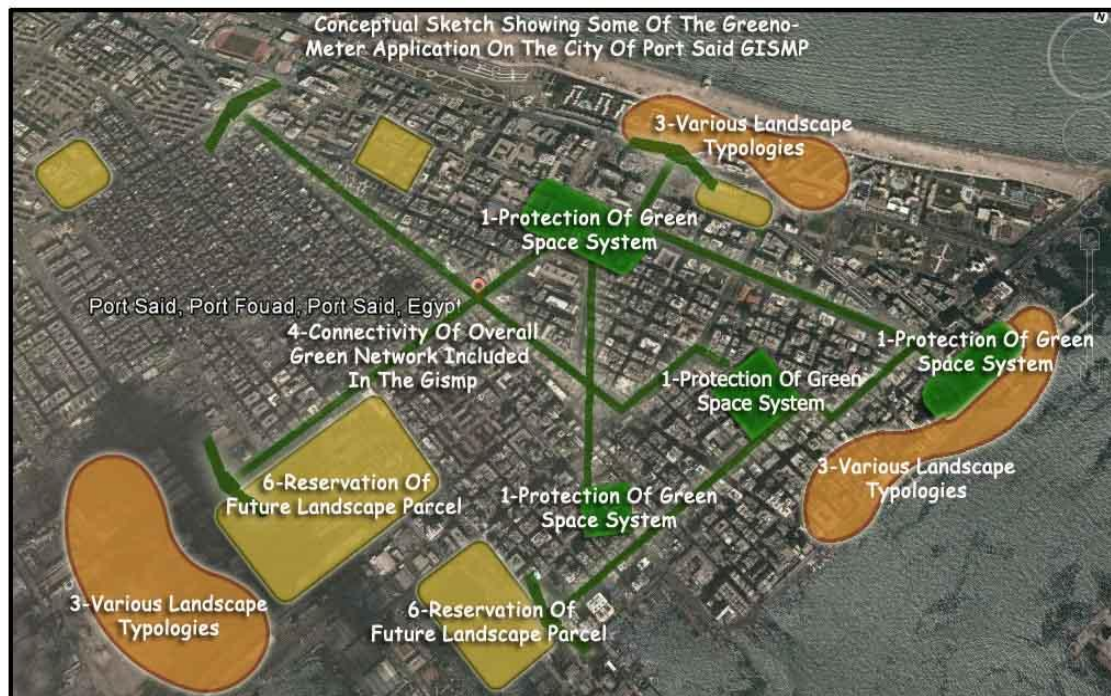 Conceptual Sketch Showing Some Of The Greeno-
Meter Application On The City Of Port Said GISMP
N
3-Various Landscape
Typologies
1-Protection Of Green
Space System
Port Said, Port Fouad, Port Said, Egypt
4-Connectivity Of Overall
Green Network Included
In The Gismp
1-Protection Of Green
Space System
1-Protection Of Green
Space System
3-Various Landscape
Typologies
6-Reservation Of
Future Landscape Parcel
1-Protection Of Green
Space System
3-Various Landscape
Typologies
6-Reservation Of
Future Landscape Parcel